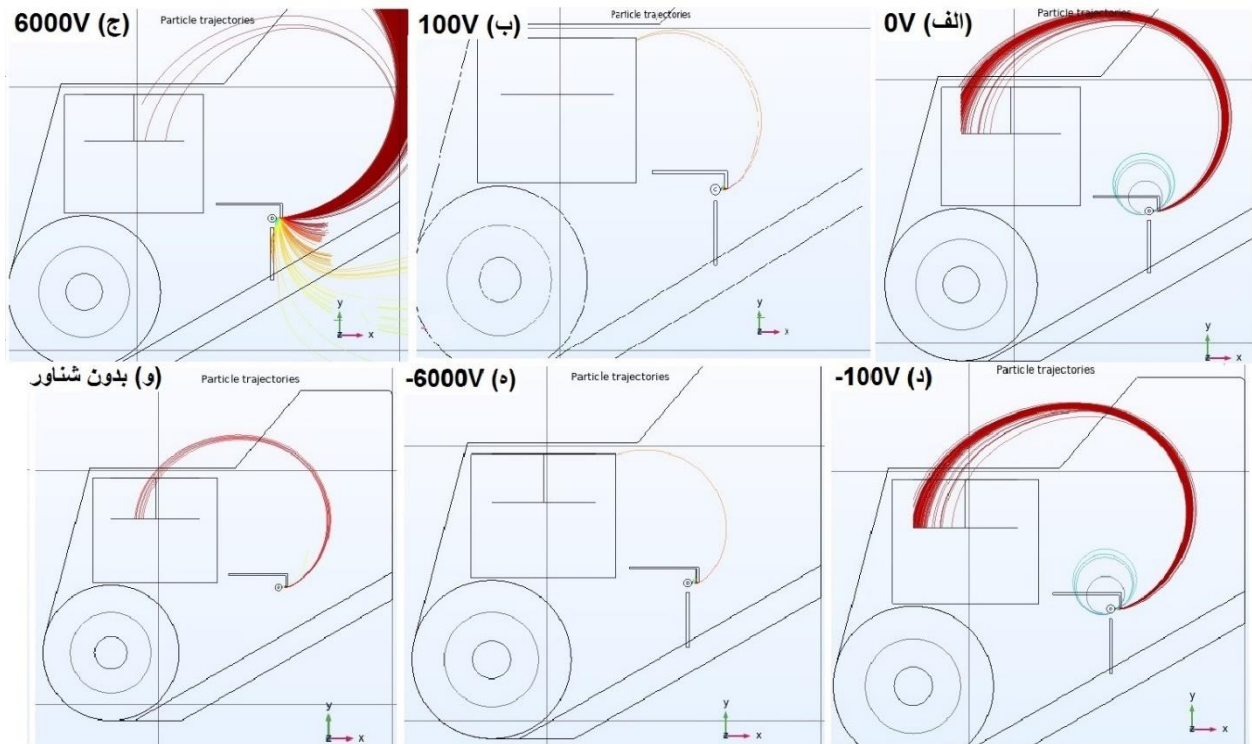 الف) 0V
Particle trajectories
y
z x
ب) 100V
Particle trajectories
y
z x
ج) 6000V
Particle trajectories
y
z x
د) -100V
Particle trajectories
y
z x
ه) -6000V
Particle trajectories
y
z x
و) بدون شناور
Particle trajectories
y
z x